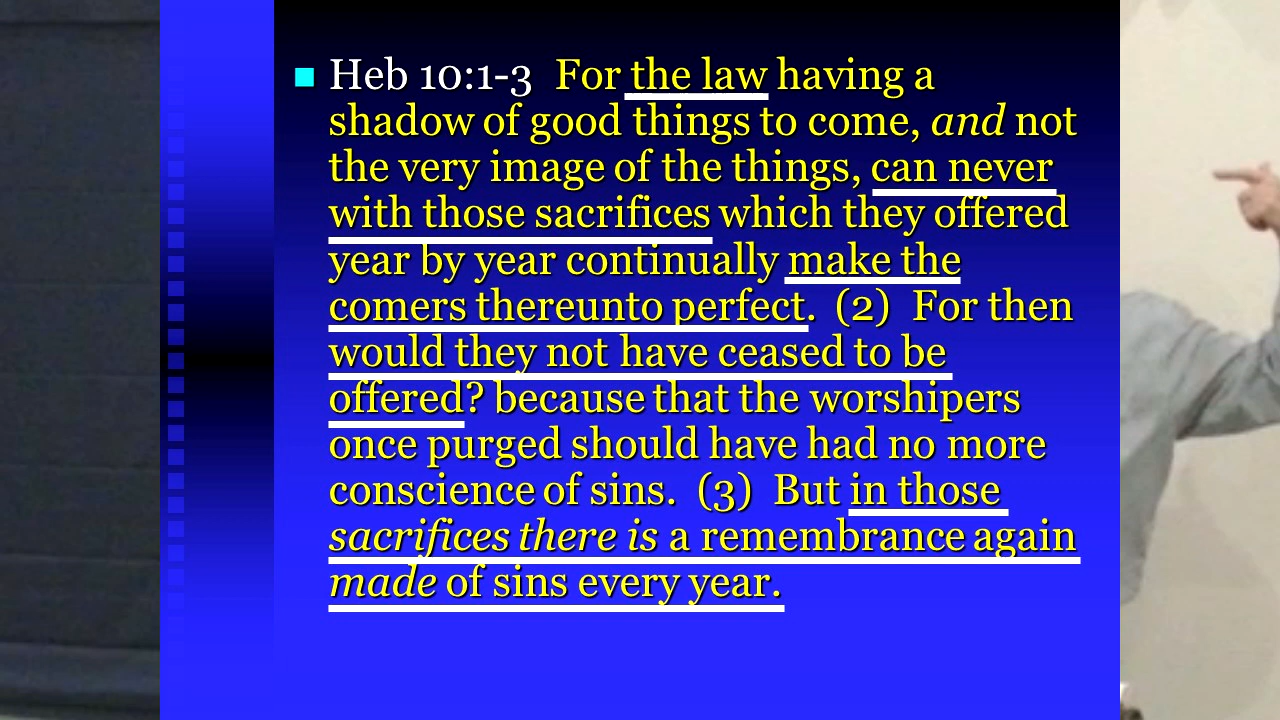 Heb 10:1-3 For the law having a
shadow of good things to come, and not
the very image of the things, can never
with those sacrifices which they offered
year by year continually make the
comers thereunto perfect. (2) For then
would they not have ceased to be
offered? because that the worshipers
once purged should have had no more
conscience of sins. (3) But in those
sacrifices there is a remembrance again
made of sins every year.